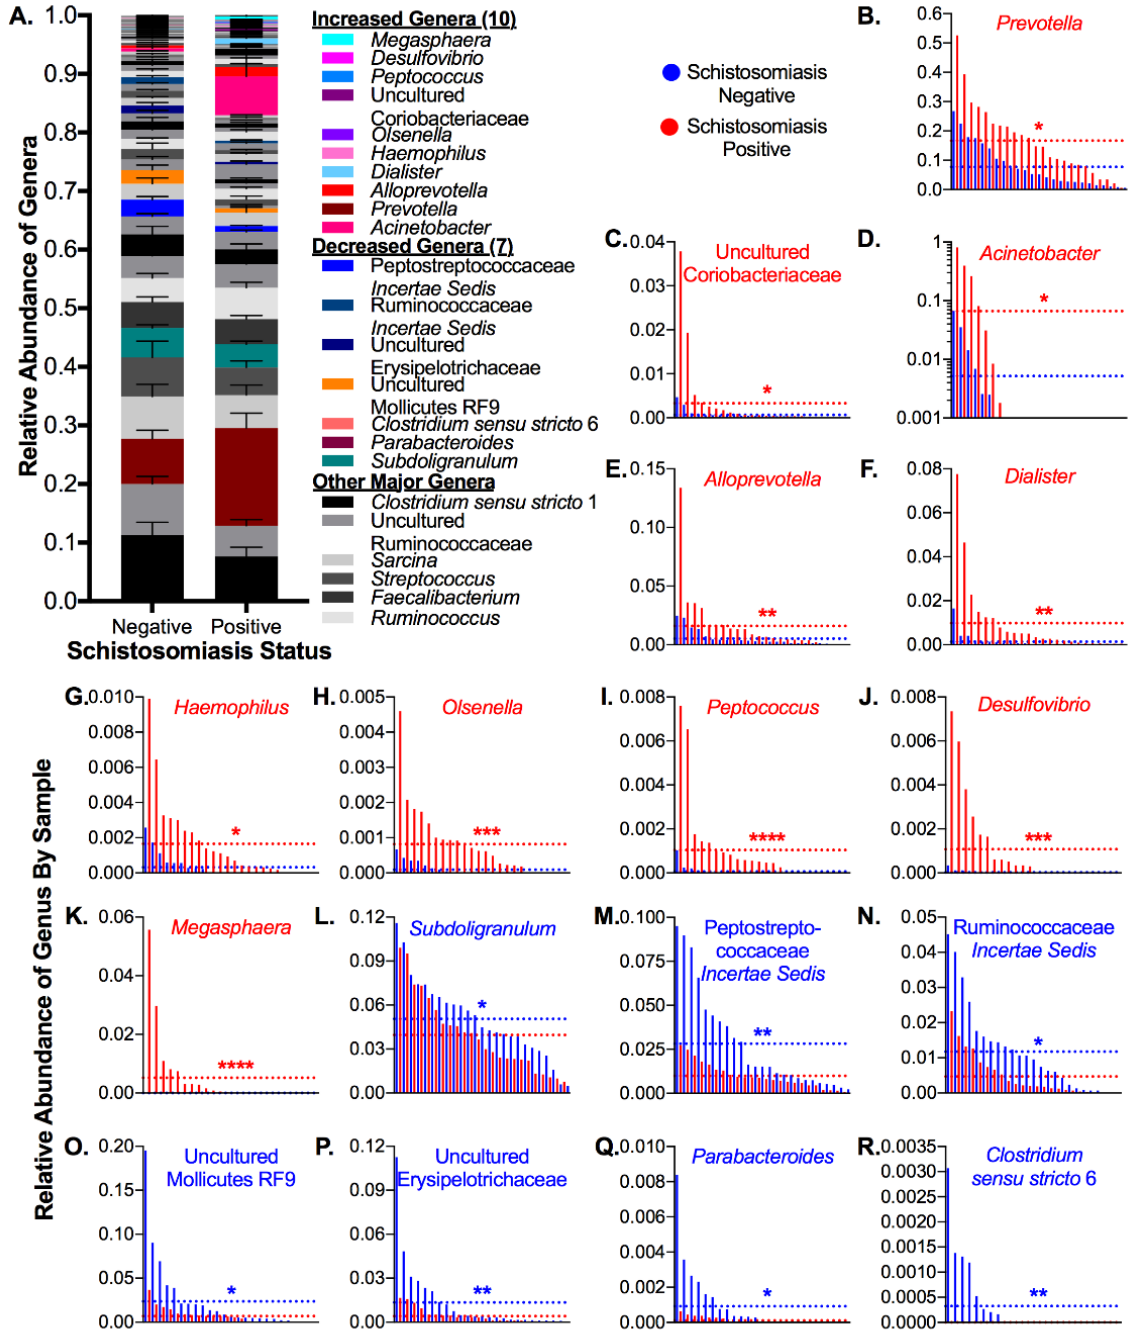 A.
Relative Abundance of Genera
1.0
0.9
0.8
0.7
0.6
0.5
0.4
0.3
0.2
0.1
0.0
Negative Positive
Schistosomiasis Status
Increased Genera (10)
Megasphaera
Desulfovibrio
Peptococcus
Uncultured
Coriobacteriaceae
Olsenella
Haemophilus
Dialister
Alloprevotella
Prevotella
Acinetobacter
Decreased Genera (7)
Peptostreptococcaceae
Incertae Sedis
Ruminococcaceae
Incertae Sedis
Uncultured
Erysipelotrichaceae
Uncultured
Mollicutes RF9
Clostridium sensu stricto 6
Parabacteroides
Subdoligranulum
Other Major Genera
Clostridium sensu stricto 1
Uncultured
Ruminococcaceae
Sarcina
Streptococcus
Faecalibacterium
Ruminococcus
Schistosomiasis
Negative
Schistosomiasis
Positive
B.
Prevotella
0.6
0.5
0.4
0.3
0.2
0.1
0.0
*
C.
Uncultured
Coriobacteriaceae
0.04
0.03
0.02
0.01
0.00
*
D.
Acinetobacter
1
0.1
0.01
0.001
*
E.
Alloprevotella
0.15
0.10
0.05
0.00
**
F.
Dialister
0.08
0.06
0.04
0.02
0.00
**
Relative Abundance of Genus By Sample
G.
Haemophilus
0.010
0.008
0.006
0.004
0.002
0.000
*
H.
Olsenella
0.005
0.004
0.003
0.002
0.001
0.000
***
I.
Peptococcus
0.008
0.006
0.004
0.002
0.000
****
J.
Desulfovibrio
0.008
0.006
0.004
0.002
0.000
***
K.
Megasphaera
0.06
0.04
0.02
0.00
****
L.
Subdoligranulum
0.12
0.09
0.06
0.03
0.00
*
M.
Peptostrepto-
coccaceae
Incertae Sedis
0.100
0.075
0.050
0.025
0.000
**
N.
Ruminococcaceae
Incertae Sedis
0.05
0.04
0.03
0.02
0.01
0.00
*
O.
Uncultured
Mollicutes RF9
0.20
0.15
0.10
0.05
0.00
*
P.
Uncultured
Erysipelotrichaceae
0.12
0.09
0.06
0.03
0.00
**
Q.
Parabacteroides
0.010
0.008
0.006
0.004
0.002
0.000
*
R.
Clostridium
sensu stricto 6
0.0035
0.0030
0.0025
0.0020
0.0015
0.0010
0.0005
0.0000
**